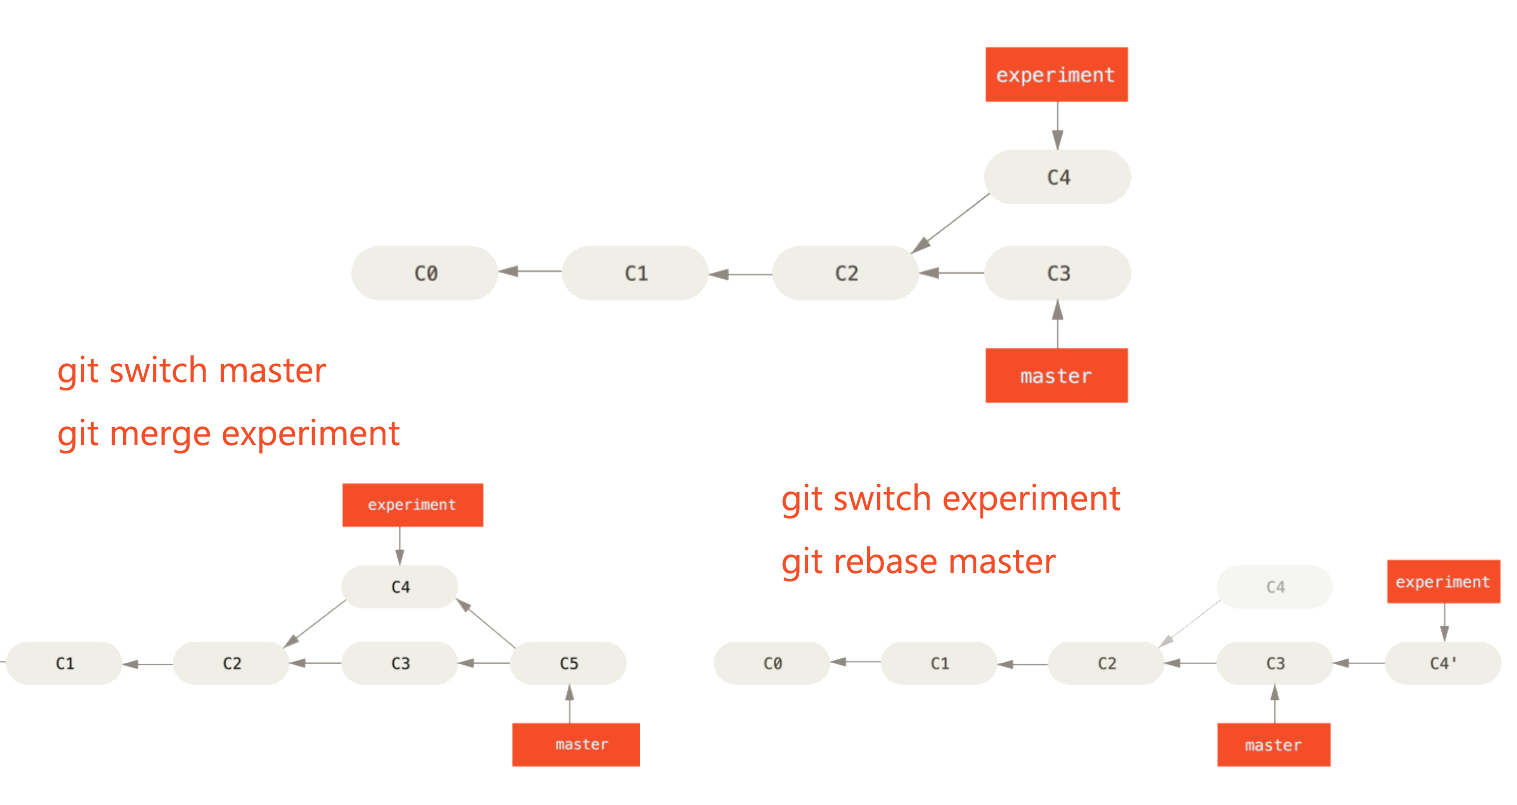 experiment
C4
C0 C1 C2 C3
master
git switch master
git merge experiment
experiment
C4
C1 C2 C3 C5
master
git switch experiment
git rebase master
C4
experiment
C0 C1 C2 C3 C4'
master